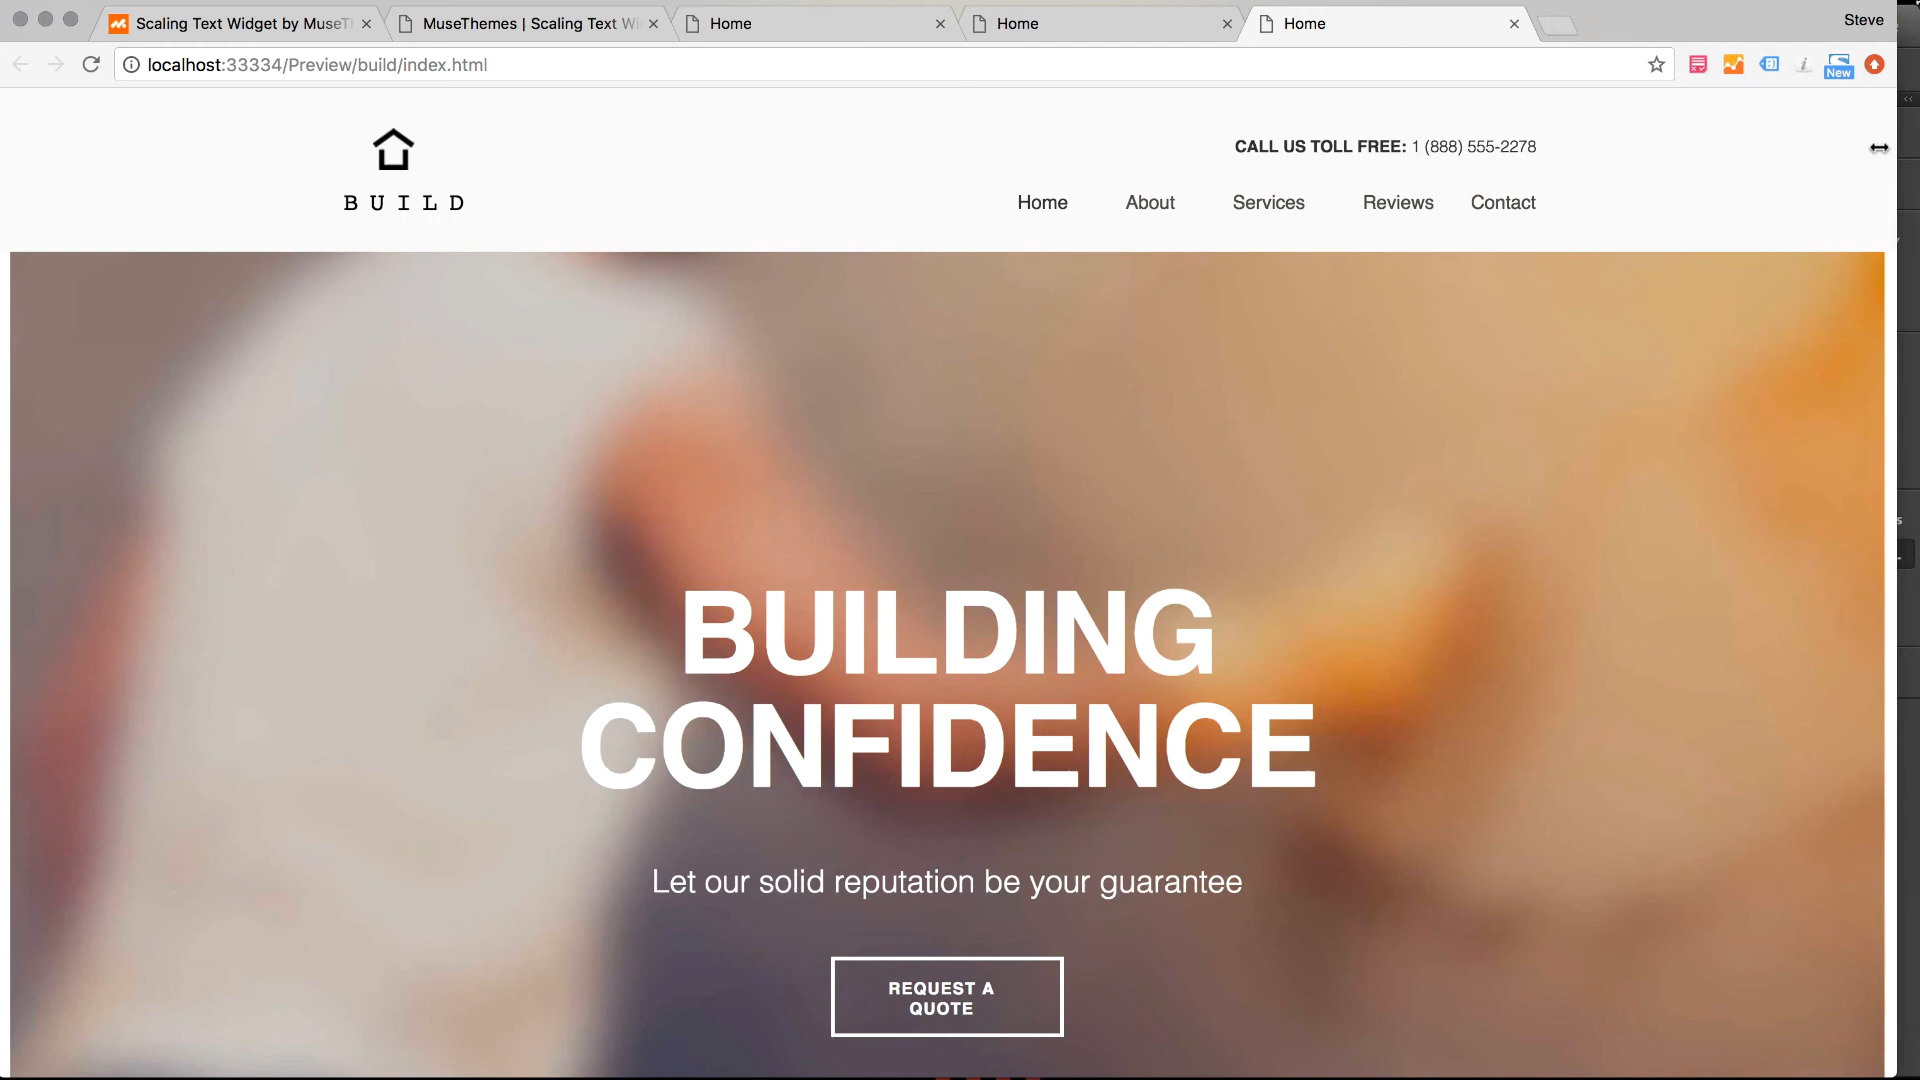 Scaling Text Widget by MuseT
MuseThemes | Scaling Text Wi
Home
Home
Home
Steve
localhost:33334/Preview/build/index.html
New
CALL US TOLL FREE: 1 (888) 555-2278
BUILD
Home About Services Reviews Contact
BUILDING
CONFIDENCE
Let our solid reputation be your guarantee
REQUEST A
QUOTE